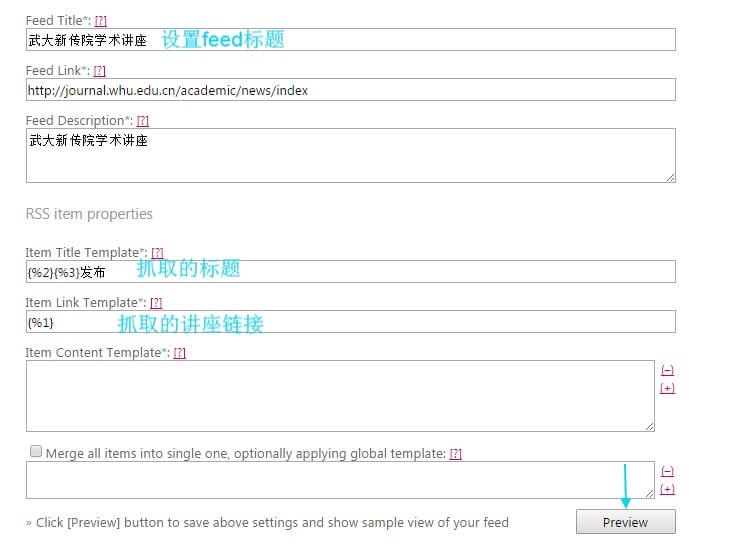 Feed Title*: [?]
武大新传院学术讲座 设置feed标题
Feed Link*: [?]
http://journal.whu.edu.cn/academic/news/index
Feed Description*: [?]
武大新传院学术讲座
RSS item properties
Item Title Template*: [?]
{%2}{%3}发布 抓取的标题
Item Link Template*: [?]
{%1} 抓取的讲座链接
Item Content Template*: [?]
(−)
(+)
Merge all items into single one, optionally applying global template: [?]
(−)
(+)
» Click [Preview] button to save above settings and show sample view of your feed Preview